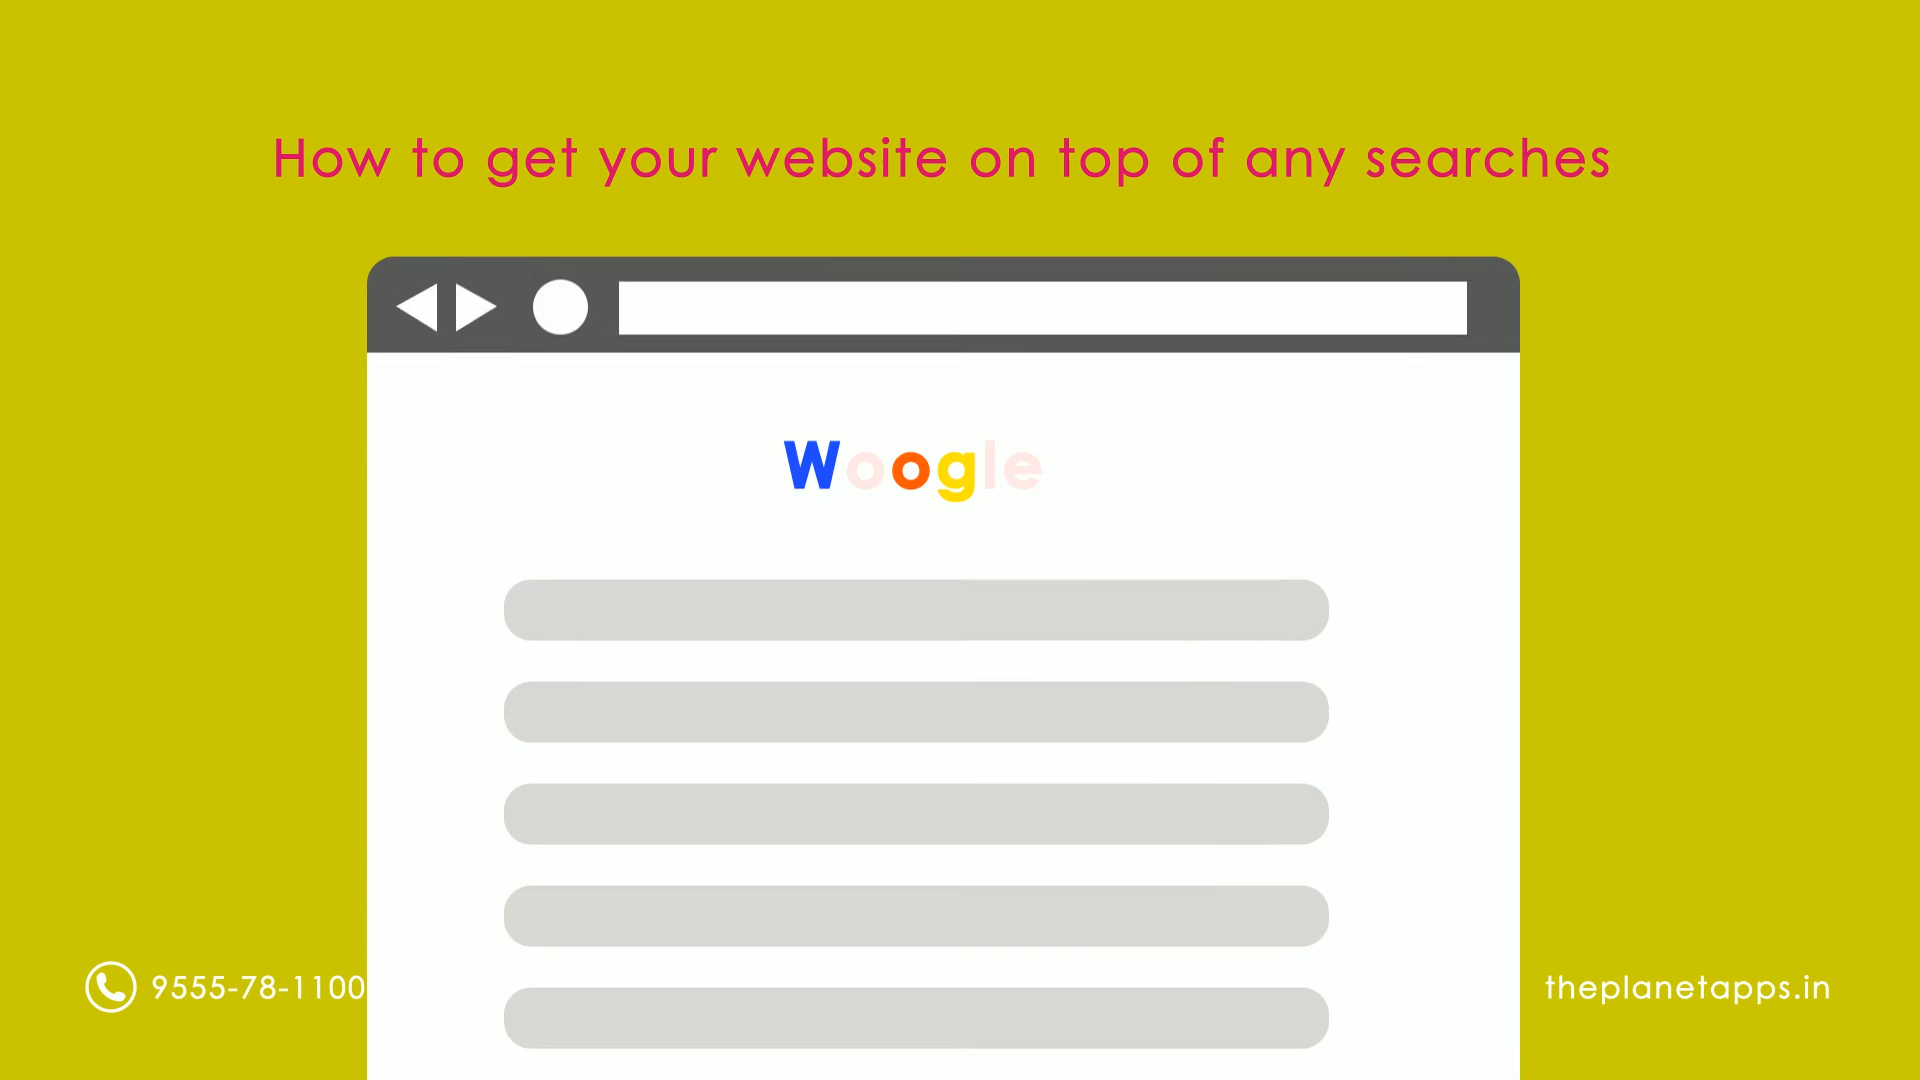 How to get your website on top of any searches
Woogle
9555-78-1100
theplanetapps.in